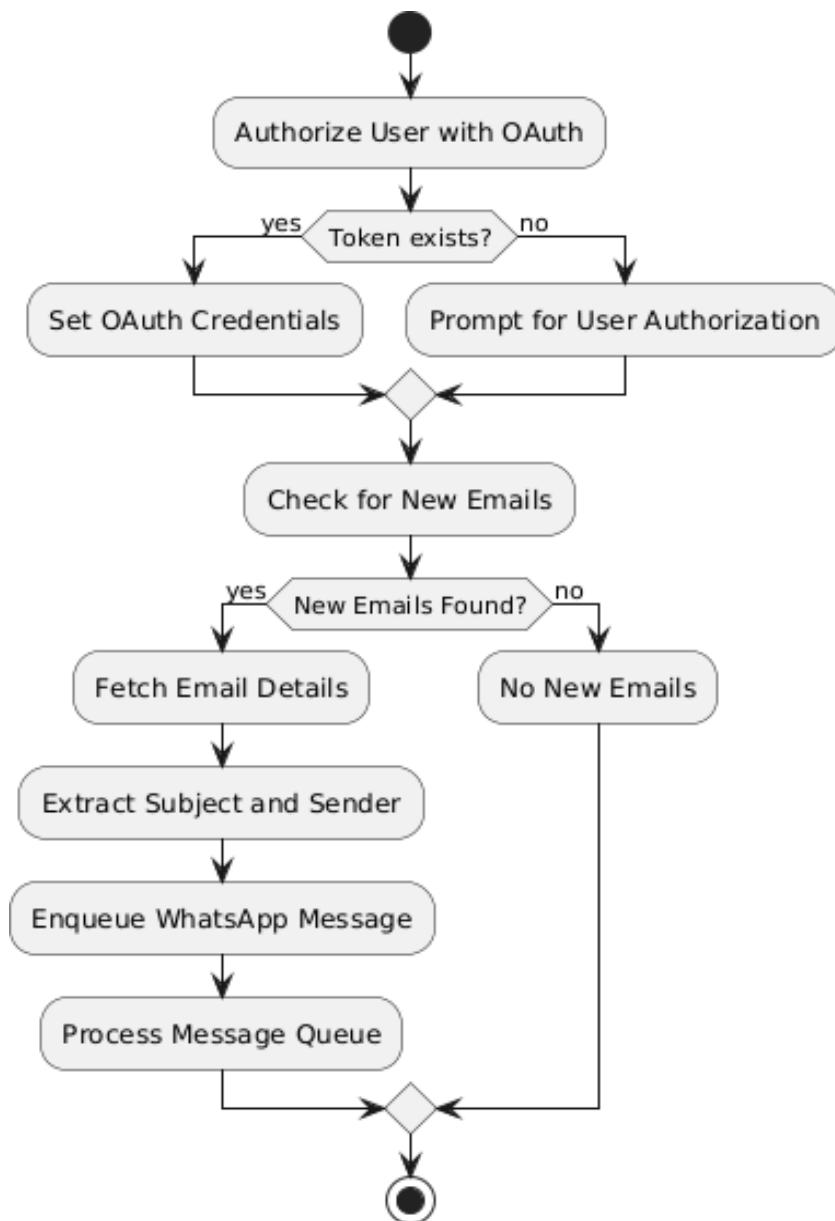 Authorize User with OAuth
yes
Token exists?
no
Set OAuth Credentials
Prompt for User Authorization
Check for New Emails
yes
New Emails Found?
no
Fetch Email Details
No New Emails
Extract Subject and Sender
Enqueue WhatsApp Message
Process Message Queue